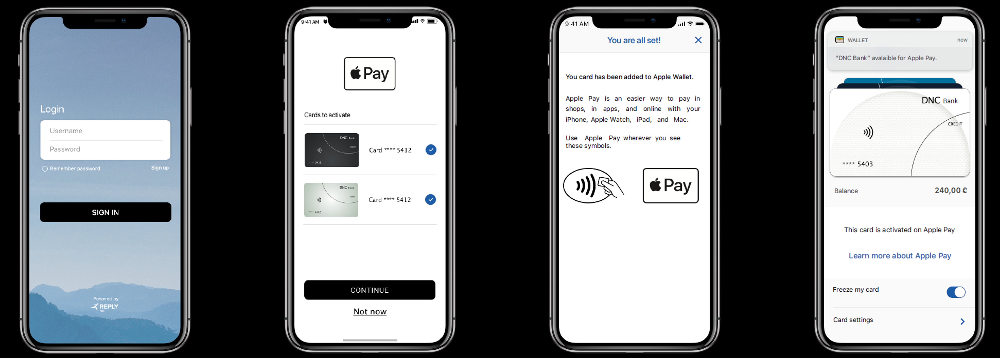 Login
Username
Password
Remember password
Sign up
SIGN IN
Powered by
REPLY
PAY
9:41 AM
Pay
Cards to activate
DNC Bank
CREDIT
**** 5412
Card **** 5412
DNC Bank
CREDIT
**** 5412
Card **** 5412
CONTINUE
Not now
9:41 AM
You are all set!
You card has been added to Apple Wallet.
Apple Pay is an easier way to pay in
shops, in apps, and online with your
iPhone, Apple Watch, iPad, and Mac.
Use Apple Pay wherever you see
these symbols.
Pay
WALLET
now
“DNC Bank” avalaible for Apple Pay.
DNC Bank
CREDIT
**** 5403
Balance
240,00 €
This card is activated on Apple Pay
Learn more about Apple Pay
Freeze my card
Card settings